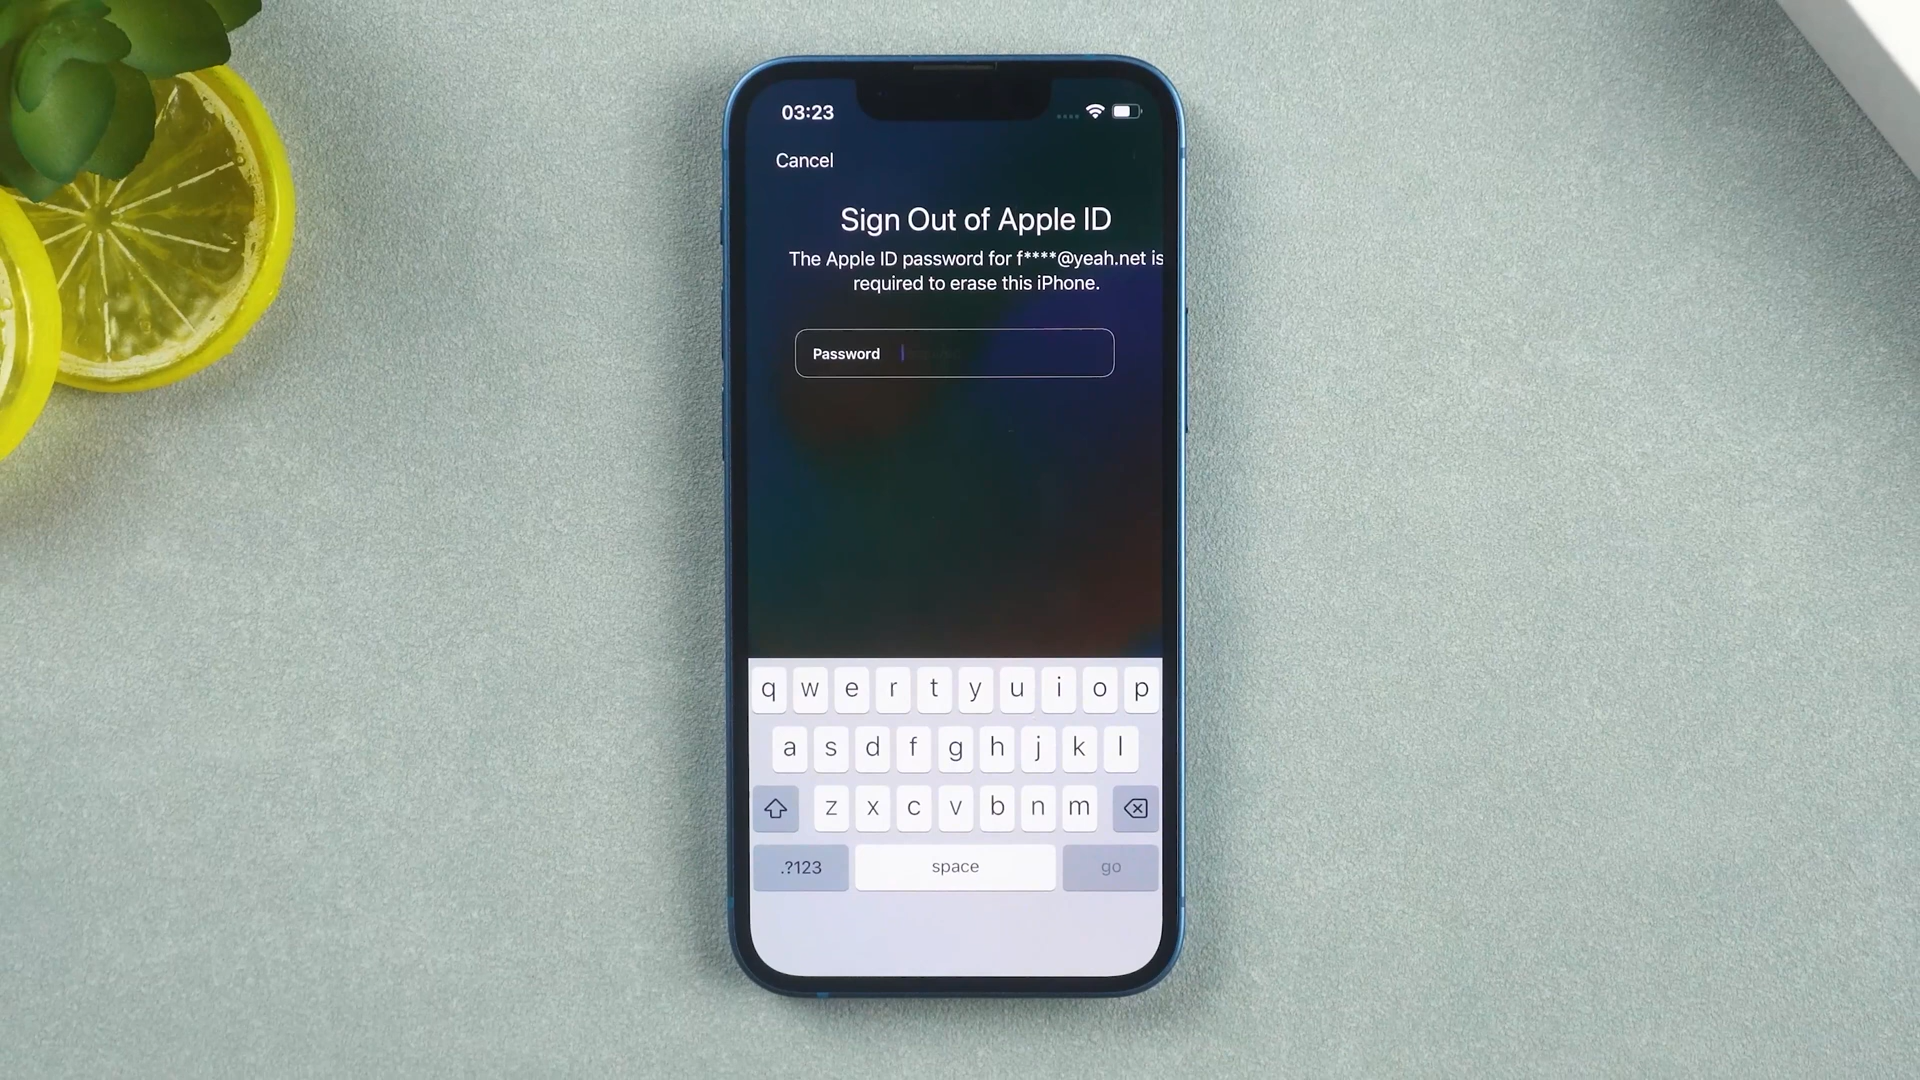 03:23
Cancel
Sign Out of Apple ID
The Apple ID password for f****@yeah.net is
required to erase this iPhone.
Password
q w e r t y u i o p
a s d f g h j k l
z x c v b n m
.?123 space go